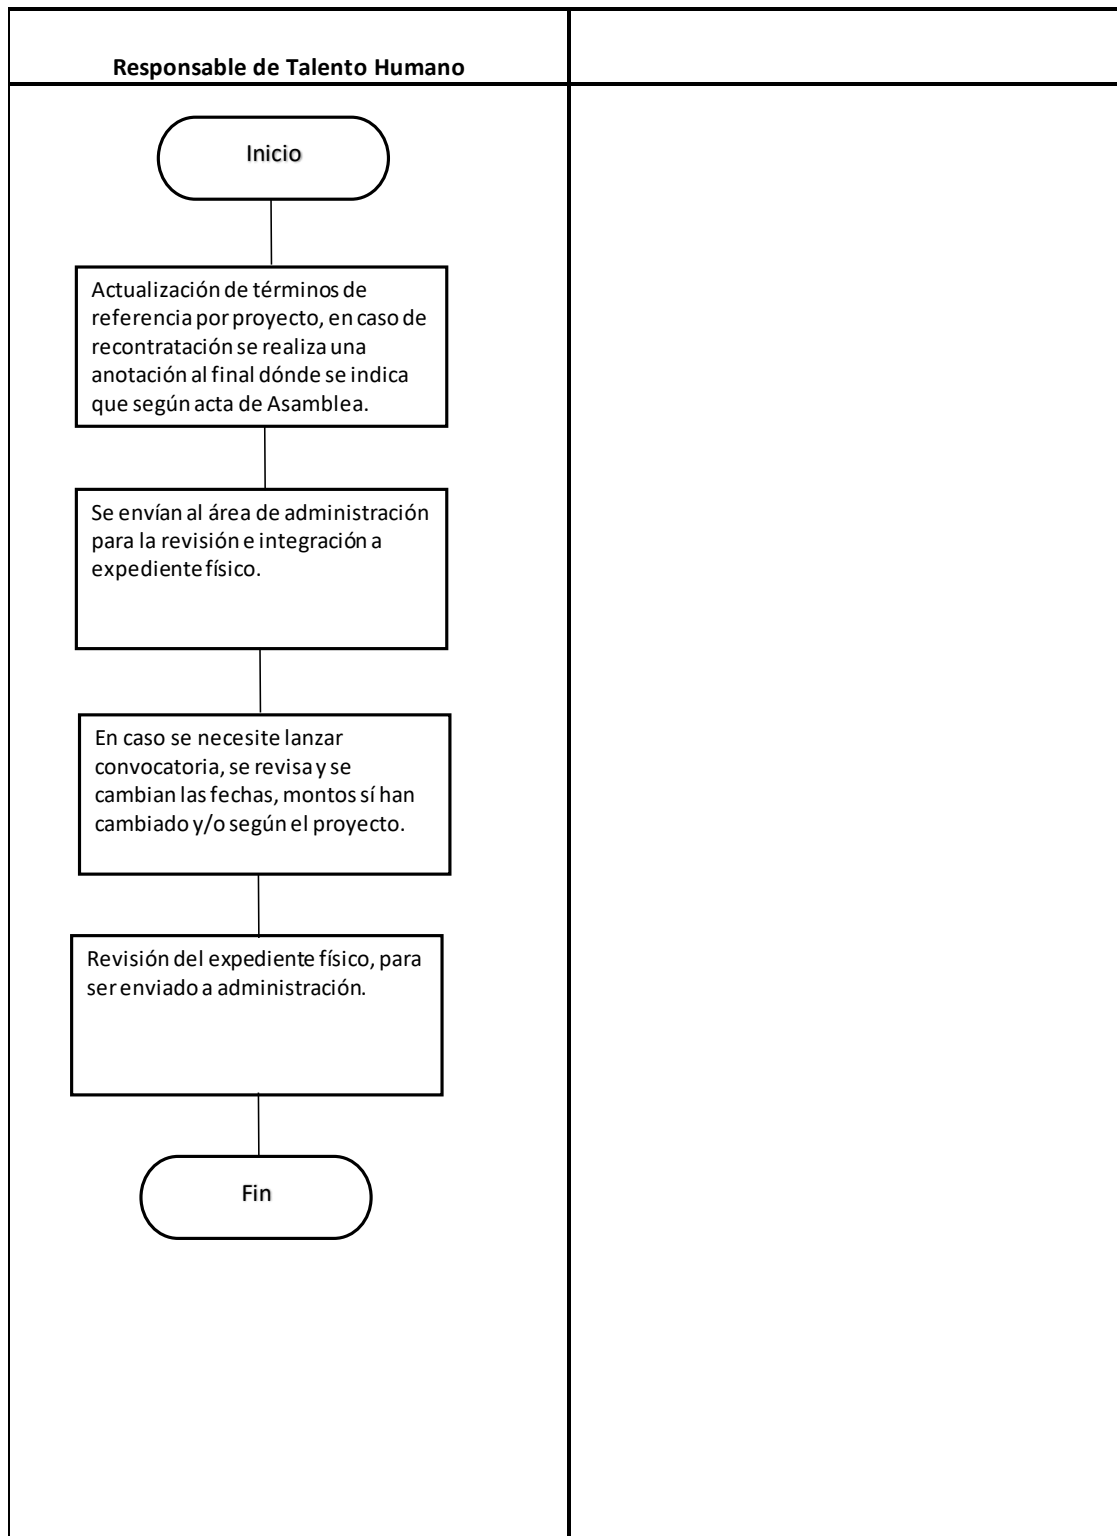 Responsable de Talento Humano
Inicio
Actualización de términos de
referencia por proyecto, en caso de
recontratación se realiza una
anotación al final dónde se indica
que según acta de Asamblea.
Se envían al área de administración
para la revisión e integración a
expediente físico.
En caso se necesite lanzar
convocatoria, se revisa y se
cambian las fechas, montos sí han
cambiado y/o según el proyecto.
Revisión del expediente físico, para
ser enviado a administración.
Fin